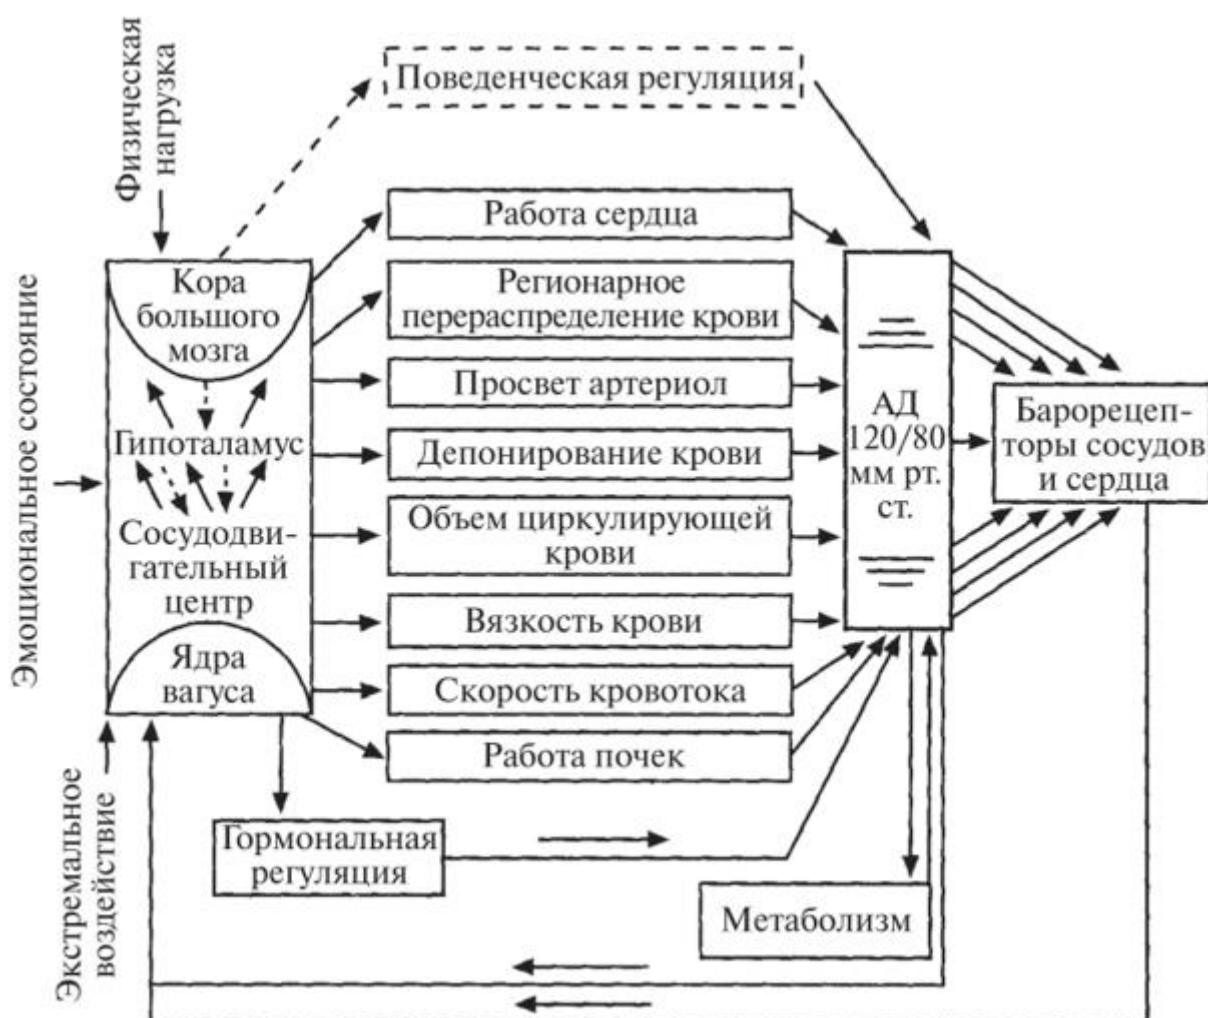 Физическая
нагрузка
Поведенческая регуляция
Эмоциональное состояние
Экстремальное
воздействие
Кора
большого
мозга
Гипоталамус
Сосудодви-
гательный
центр
Ядра
вагуса
Работа сердца
Регионарное
перераспределение крови
Просвет артериол
Депонирование крови
Объем циркулирующей
крови
Вязкость крови
Скорость кровотока
Работа почек
Гормональная
регуляция
АД
120/80
мм рт.
ст.
Барорецеп-
торы сосудов
и сердца
Метаболизм